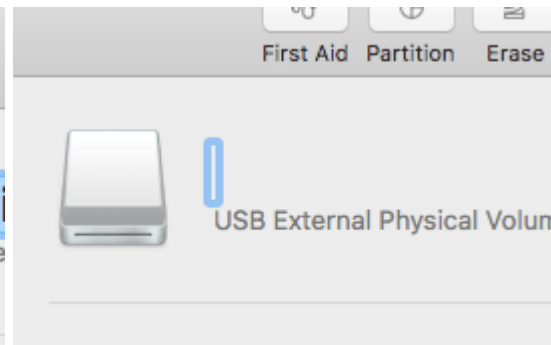 First Aid Partition Erase
USB External Physical Volum